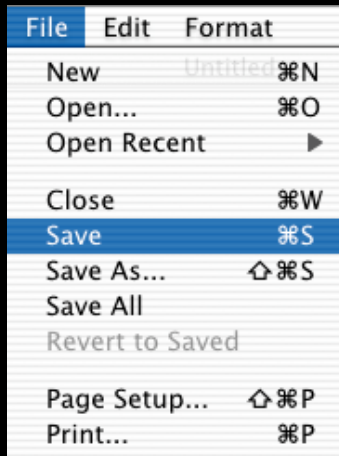 File Edit Format
Untitled
New ⌘N
Open... ⌘O
Open Recent ▶
Close ⌘W
Save ⌘S
Save As... ⇧⌘S
Save All
Revert to Saved
Page Setup... ⇧⌘P
Print... ⌘P